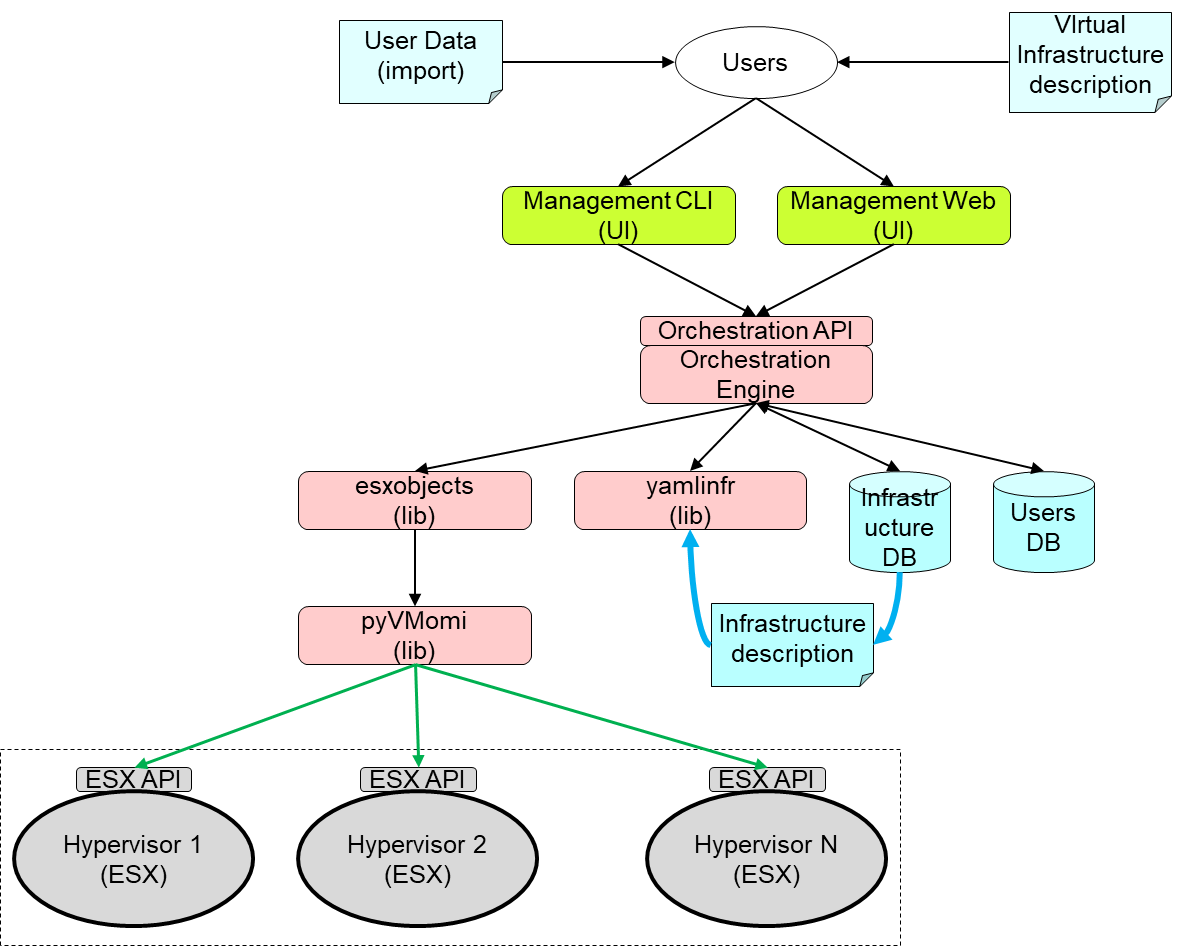 User Data
(import)
Users
VIrtual
Infrastructure
description
Management CLI
(UI)
Management Web
(UI)
Orchestration API
Orchestration
Engine
esxobjects
(lib)
yamlinfr
(lib)
Infrastr
ucture
DB
Users
DB
pyVMomi
(lib)
Infrastructure
description
ESX API
ESX API
ESX API
Hypervisor 1
(ESX)
Hypervisor 2
(ESX)
Hypervisor N
(ESX)